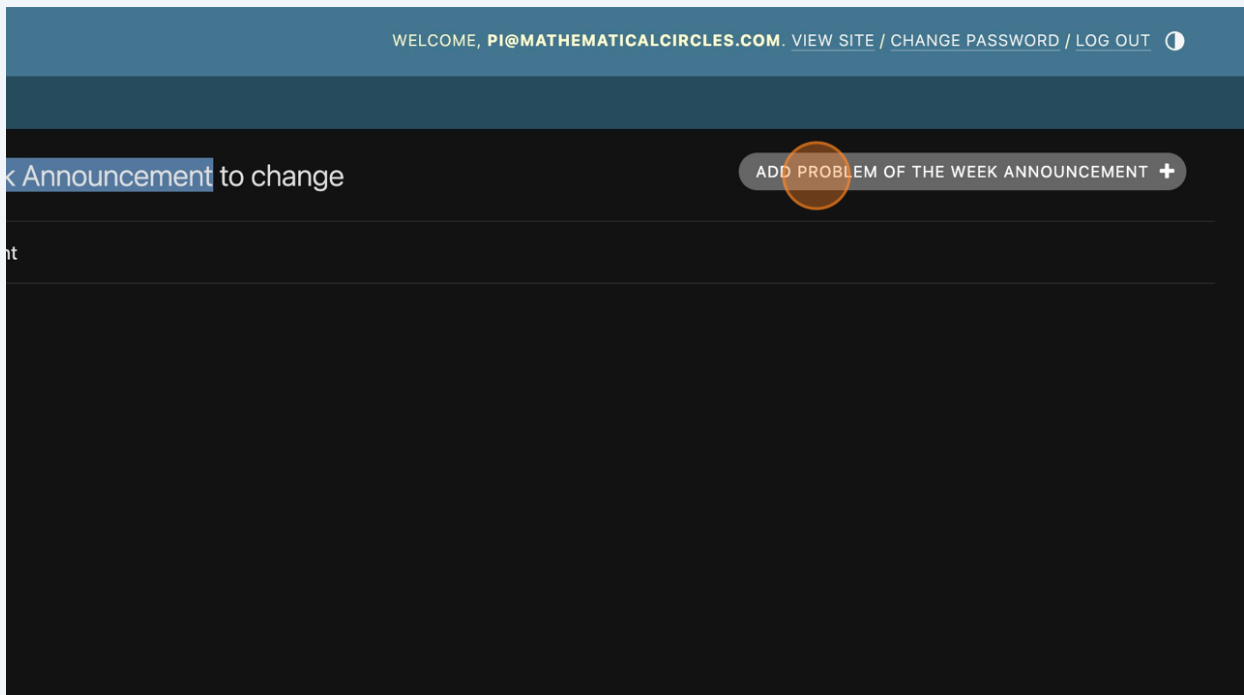 WELCOME, PI@MATHEMATICALCIRCLES.COM. VIEW SITE / CHANGE PASSWORD / LOG OUT
k Announcement to change
ADD PROBLEM OF THE WEEK ANNOUNCEMENT +
nt